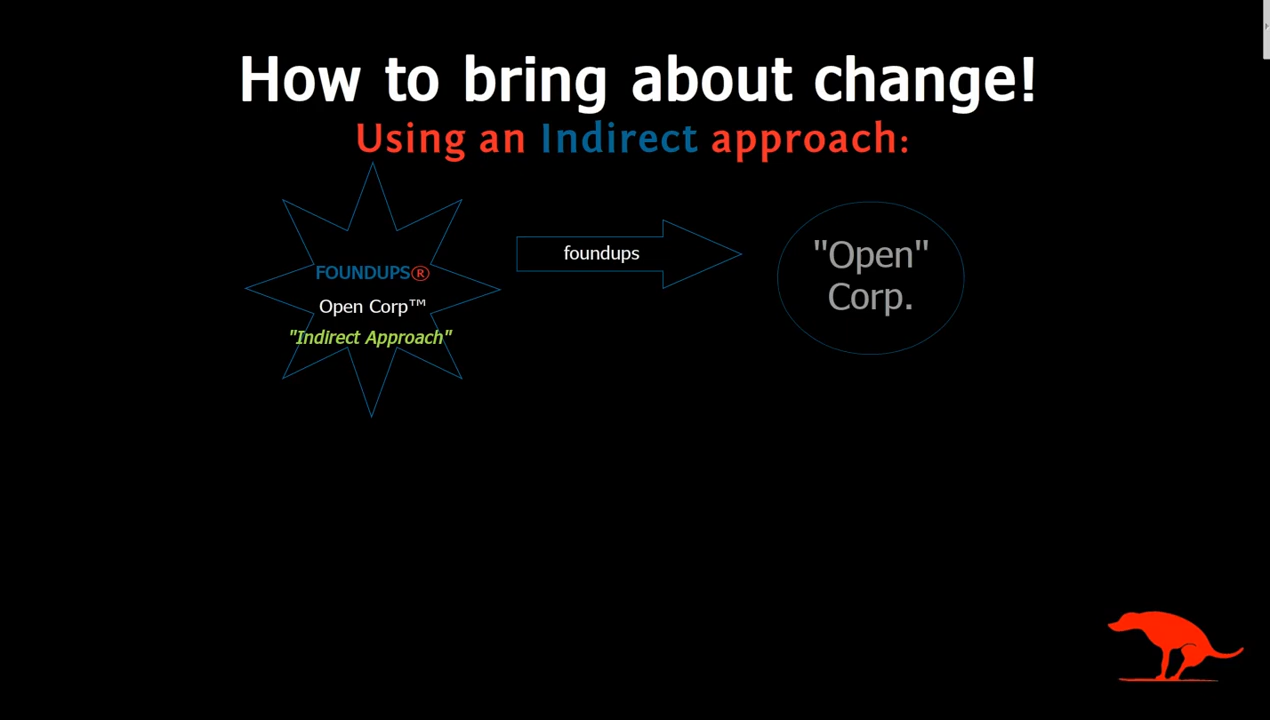 How to bring about change!
Using an Indirect approach:
FOUNDUPS®
Open Corp™
"Indirect Approach"
foundups
"Open"
Corp.